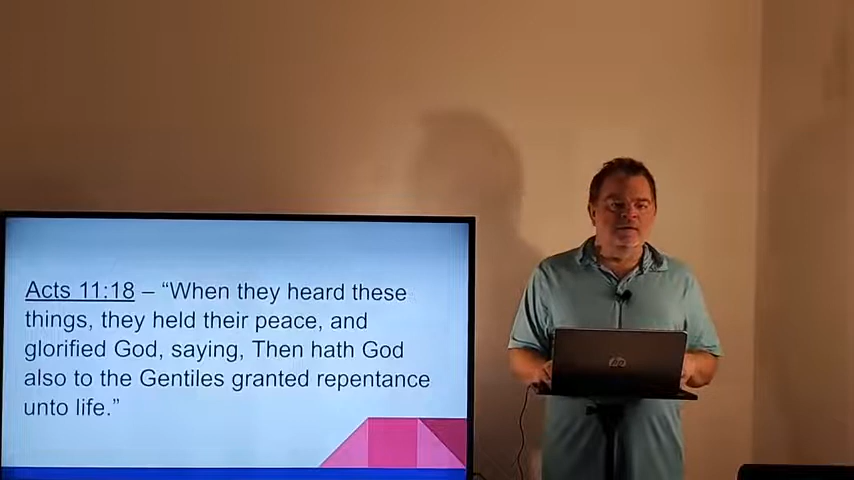 Acts 11:18 – “When they heard these
things, they held their peace, and
glorified God, saying, Then hath God
also to the Gentiles granted repentance
unto life.”
hp